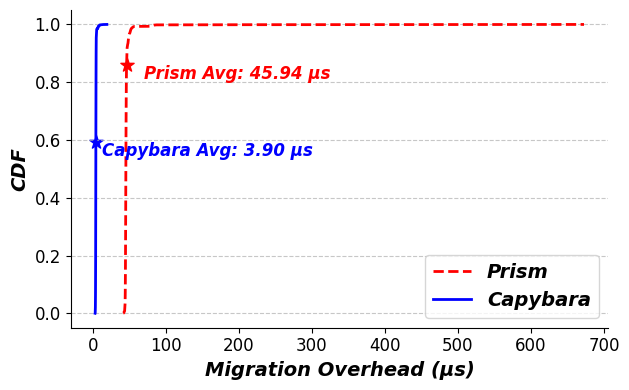 1.0
0.8
0.6
0.4
0.2
0.0
CDF
Prism Avg: 45.94 µs
Capybara Avg: 3.90 µs
Prism
Capybara
0 100 200 300 400 500 600 700
Migration Overhead (µs)